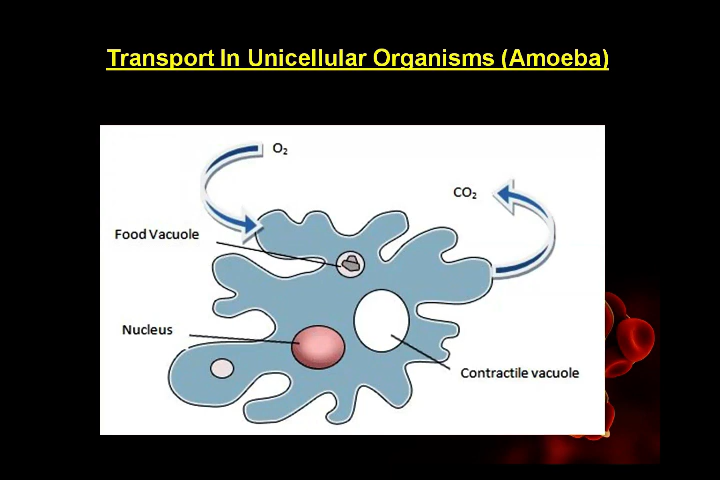 Transport In Unicellular Organisms (Amoeba)
O₂
CO₂
Food Vacuole
Nucleus
Contractile vacuole